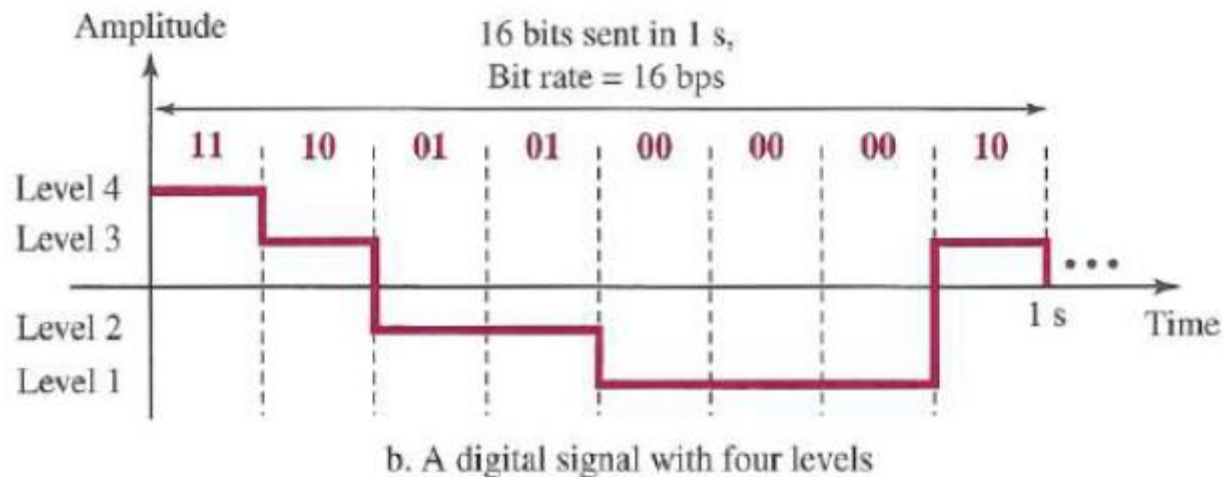 Amplitude
16 bits sent in 1 s,
Bit rate = 16 bps
11 10 01 01 00 00 00 10
Level 4
Level 3
Level 2
Level 1
1 s
Time
b. A digital signal with four levels